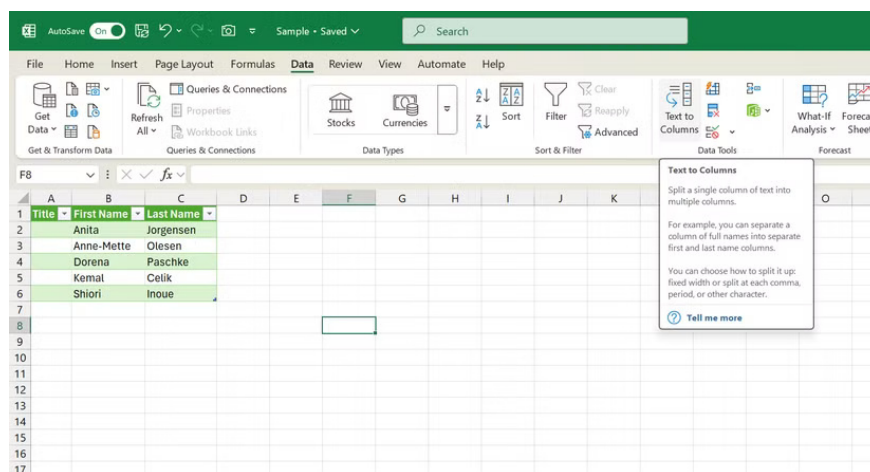 AutoSave On Sample • Saved Search
File Home Insert Page Layout Formulas Data Review View Automate Help
Get Data
Refresh All
Queries & Connections
Properties
Workbook Links
Stocks
Currencies
Sort
Filter
Clear
Reapply
Advanced
Text to Columns
What-If Analysis
Get & Transform Data Queries & Connections Data Types Sort & Filter Data Tools Forecast
F8 fx
A B C D E F G H I J K O
1 Title First Name Last Name
2 Anita Jorgensen
3 Anne-Mette Olesen
4 Dorena Paschke
5 Kemal Celik
6 Shiori Inoue
7
8
9
10
11
12
13
14
15
16
17
Text to Columns
Split a single column of text into
multiple columns.
For example, you can separate a
column of full names into separate
first and last name columns.
You can choose how to split it up:
fixed width or split at each comma,
period, or other character.
Tell me more